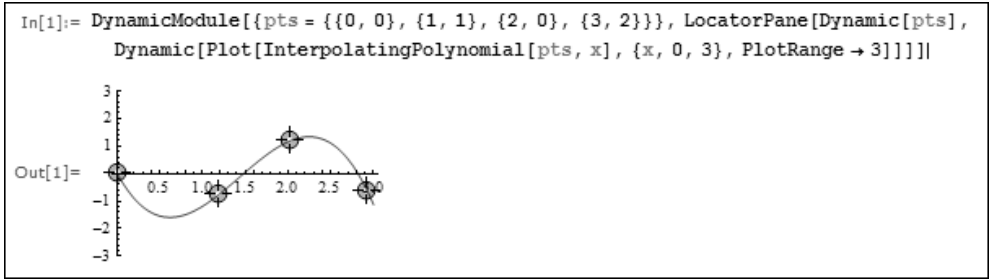 In[1]:= DynamicModule[{pts = {{0, 0}, {1, 1}, {2, 0}, {3, 2}}}, LocatorPane[Dynamic[pts],
Dynamic[Plot[InterpolatingPolynomial[pts, x], {x, 0, 3}, PlotRange → 3]]]]
3
2
1
Out[1]=
0.5 1.0 1.5 2.0 2.5 3.0
-1
-2
-3